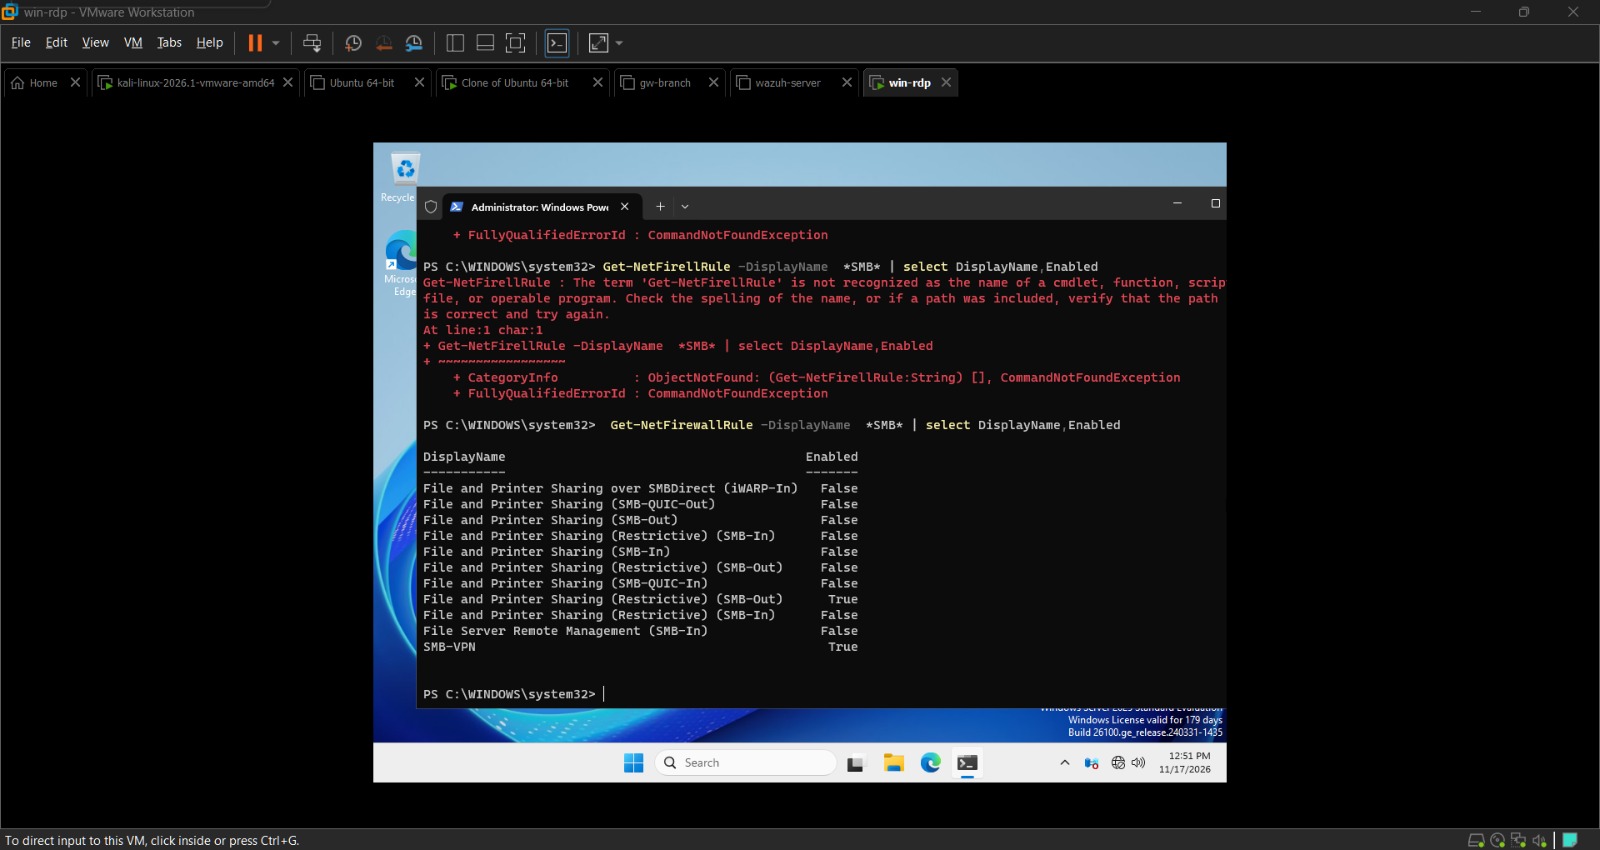 win-rdp - VMware Workstation
File Edit View VM Tabs Help
Home kali-linux-2026.1-vmware-amd64 Ubuntu 64-bit Clone of Ubuntu 64-bit gw-branch wazuh-server win-rdp
Recycle
Micros
Edge
Administrator: Windows Powe
+ FullyQualifiedErrorId : CommandNotFoundException
PS C:\WINDOWS\system32> Get-NetFirellRule -DisplayName *SMB* | select DisplayName,Enabled
Get-NetFirellRule : The term 'Get-NetFirellRule' is not recognized as the name of a cmdlet, function, scrip
file, or operable program. Check the spelling of the name, or if a path was included, verify that the path
is correct and try again.
At line:1 char:1
+ Get-NetFirellRule -DisplayName *SMB* | select DisplayName,Enabled
+ ~~~~~~~~~~~~~~~~~
+ CategoryInfo : ObjectNotFound: (Get-NetFirellRule:String) [], CommandNotFoundException
+ FullyQualifiedErrorId : CommandNotFoundException
PS C:\WINDOWS\system32> Get-NetFirewallRule -DisplayName *SMB* | select DisplayName,Enabled
DisplayName Enabled
----------- -------
File and Printer Sharing over SMBDirect (iWARP-In) False
File and Printer Sharing (SMB-QUIC-Out) False
File and Printer Sharing (SMB-Out) False
File and Printer Sharing (Restrictive) (SMB-In) False
File and Printer Sharing (SMB-In) False
File and Printer Sharing (Restrictive) (SMB-Out) False
File and Printer Sharing (SMB-QUIC-In) False
File and Printer Sharing (Restrictive) (SMB-Out) True
File and Printer Sharing (Restrictive) (SMB-In) False
File Server Remote Management (SMB-In) False
SMB-VPN True
PS C:\WINDOWS\system32>
Windows Server 2025 Standard Evaluation
Windows License valid for 179 days
Build 26100.ge_release.240331-1435
Search
12:51 PM
11/17/2026
To direct input to this VM, click inside or press Ctrl+G.